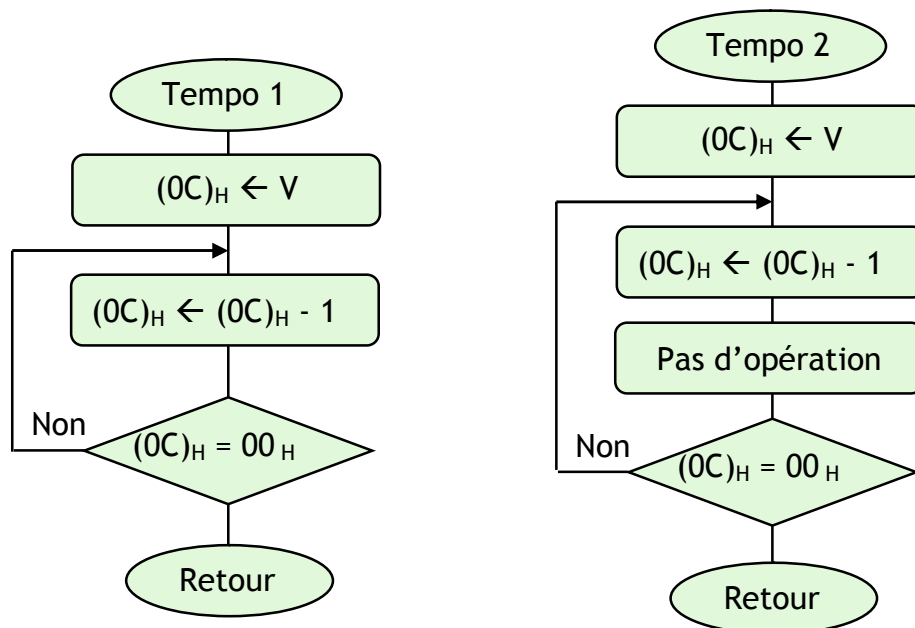 Tempo 1
(0C)H ← V
(0C)H ← (0C)H - 1
Non
(0C)H = 00 H
Retour
Tempo 2
(0C)H ← V
(0C)H ← (0C)H - 1
Pas d’opération
Non
(0C)H = 00 H
Retour